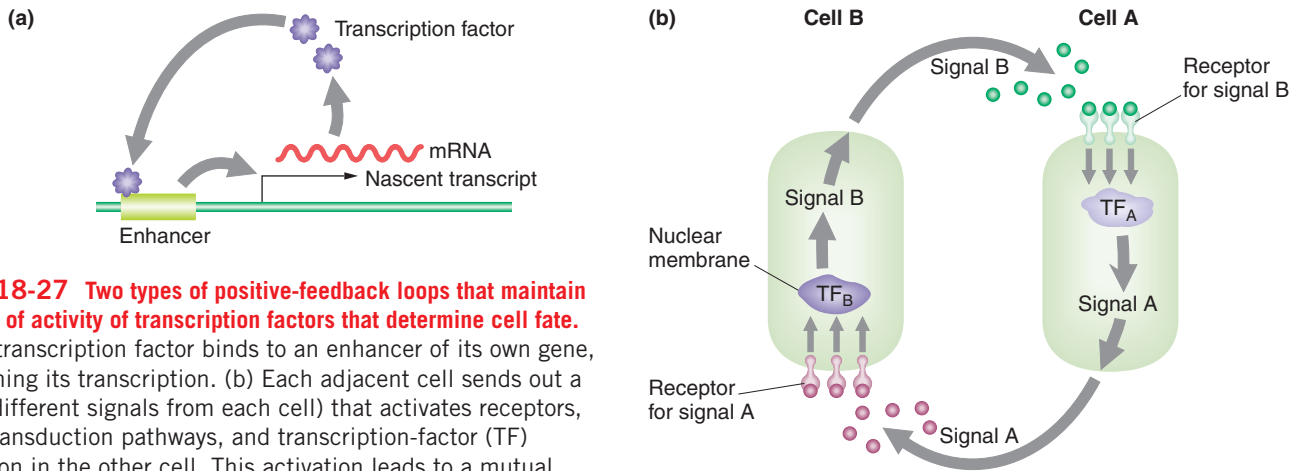 (a)
Transcription factor
mRNA
Nascent transcript
Enhancer
18-27 Two types of positive-feedback loops that maintain
of activity of transcription factors that determine cell fate.
transcription factor binds to an enhancer of its own gene,
its transcription. (b) Each adjacent cell sends out a
different signals from each cell) that activates receptors,
pathways, and transcription-factor (TF)
in the other cell. This activation leads to a mutual
(b)
Cell B
Cell A
Signal B
Receptor
for signal B
Signal B
TFA
Nuclear
membrane
TFB
Signal A
Receptor
for signal A
Signal A